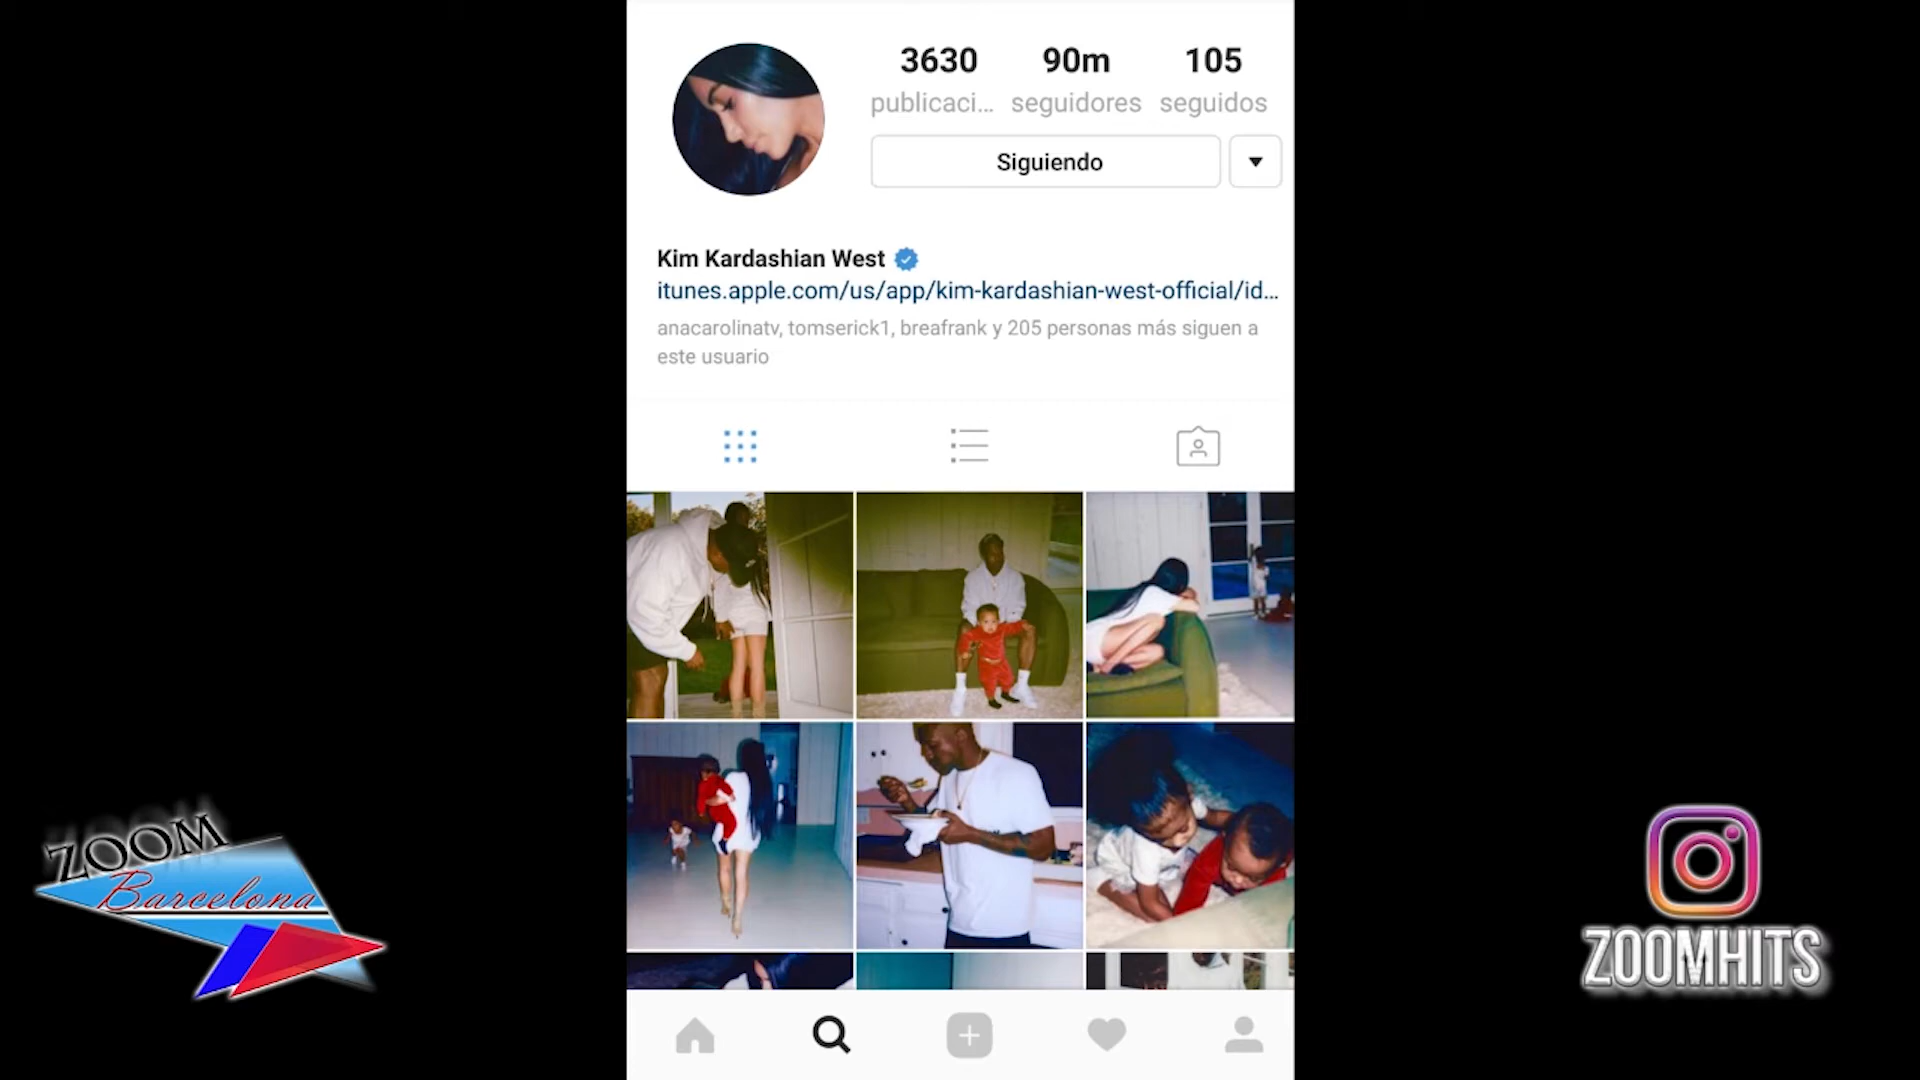 3630 90m 105
publicaci... seguidores seguidos
Siguiendo
Kim Kardashian West
itunes.apple.com/us/app/kim-kardashian-west-official/id...
anacarolinatv, tomserick1, breafrank y 205 personas más siguen a
este usuario
ZOOM
Barcelona
ZOOMHITS